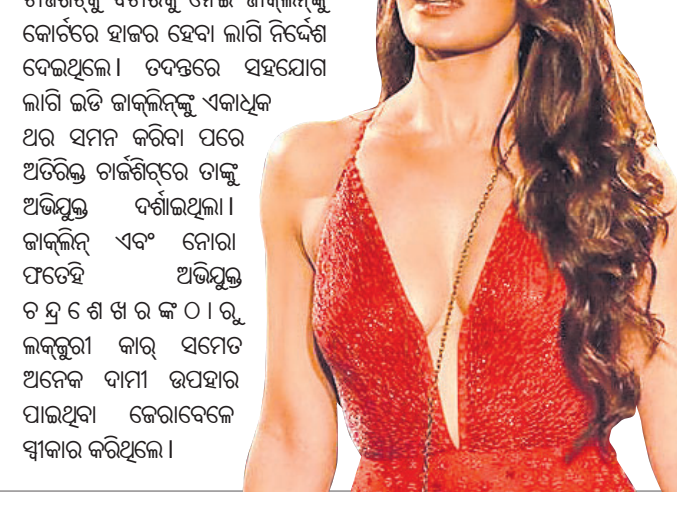 କୋର୍ଟରେ ହାଜର ହେବା ଲାଗି ନିର୍ଦ୍ଦେଶ
ଦେଇଥିଲେ। ତଦନ୍ତରେ ସହଯୋଗ
ଲାଗି ଇଡି ଜାକ୍‌ଲିନ୍‌ଙ୍କୁ ଏକାଧିକ
ଥର ସମନ କରିବା ପରେ
ଅତିରିକ୍ତ ଚାର୍ଜଶିଟ୍‌ରେ ତାଙ୍କୁ
ଅଭିଯୁକ୍ତ ଦର୍ଶାଇଥିଲା।
ଜାକ୍‌ଲିନ୍ ଏବଂ ନୋରା
ଫତେହି ଅଭିଯୁକ୍ତ
ଚନ୍ଦ୍ରଶେଖରଙ୍କଠାରୁ
ଲକ୍‌ଜୁରୀ କାର୍ ସମେତ
ଅନେକ ଦାମୀ ଉପହାର
ପାଇଥିବା ଜେରାବେଳେ
ସ୍ୱୀକାର କରିଥିଲେ।